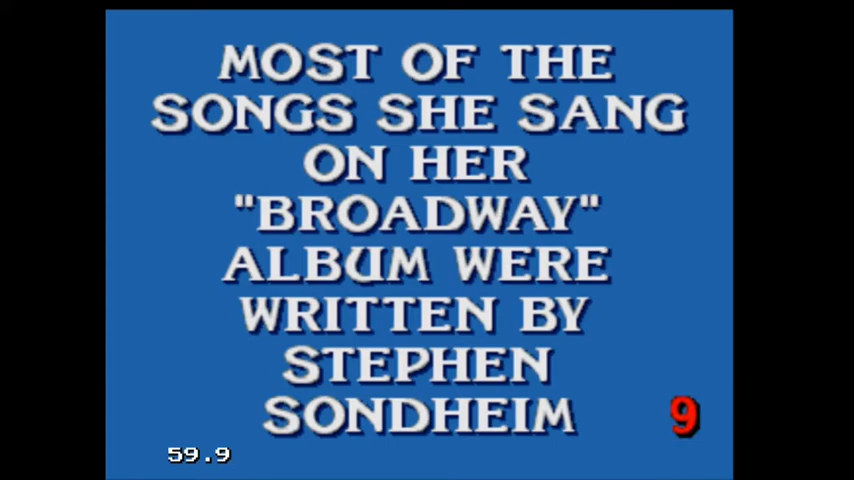 MOST OF THE
SONGS SHE SANG
ON HER
"BROADWAY"
ALBUM WERE
WRITTEN BY
STEPHEN
SONDHEIM
9
59.9